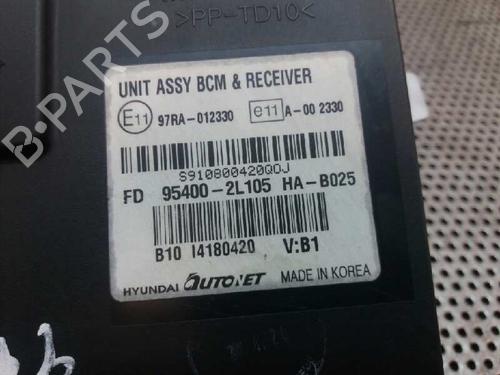 >PP-TD10<
UNIT ASSY BCM & RECEIVER
E11 97RA-012330 e11 A-00 2330
S910800420QOJ
FD 95400-2L105 HA-B025
B10 I4180420 V:B1
HYUNDAI AUTONET MADE IN KOREA
B-PARTS